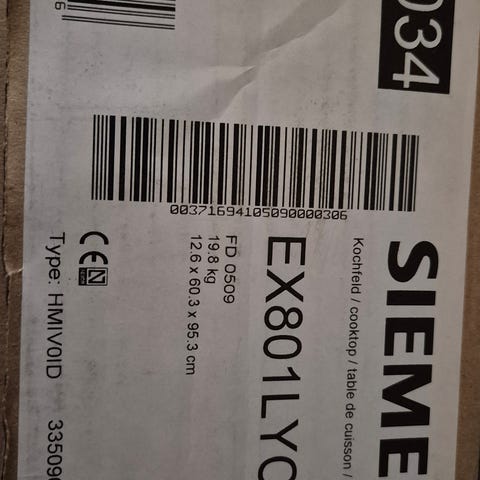 034
SIEME
Kochfeld / cooktop / table de cuisson /
EX801LYC
FD 0509
19.8 kg
12.6 x 60.3 x 95.3 cm
00371694105090000306
CE N
Type: HMIV0ID 33509
6